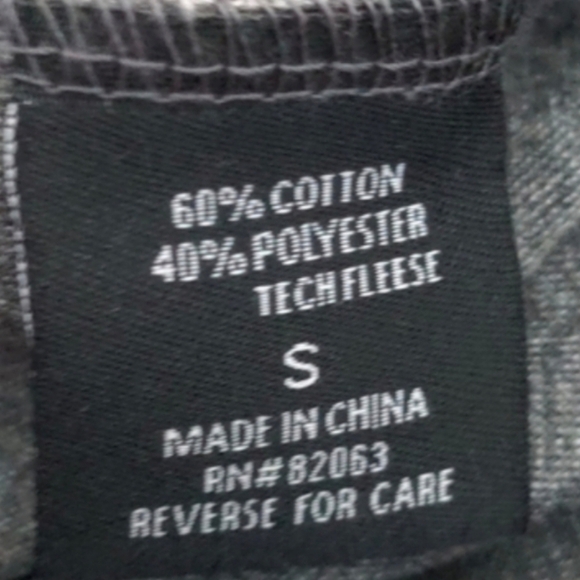 60% COTTON
40% POLYESTER
TECH FLEESE
S
MADE IN CHINA
RN# 82063
REVERSE FOR CARE